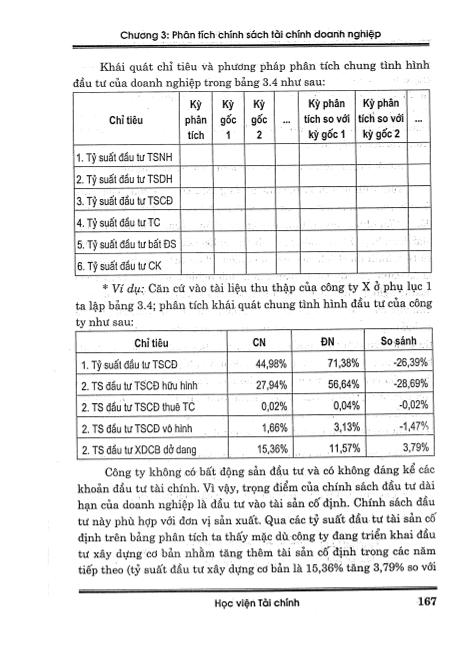 Chương 3: Phân tích chính sách tài chính doanh nghiệp
Khái quát chỉ tiêu và phương pháp phân tích chung tình hình
đầu tư của doanh nghiệp trong bảng 3.4 như sau:
Chỉ tiêu Kỳ phân tích Kỳ gốc 1 Kỳ gốc 2 ... Kỳ phân tích so với kỳ gốc 1 Kỳ phân tích so với kỳ gốc 2 ...
1. Tỷ suất đầu tư TSNH
2. Tỷ suất đầu tư TSDH
3. Tỷ suất đầu tư TSCĐ
4. Tỷ suất đầu tư TC
5. Tỷ suất đầu tư bất ĐS
6. Tỷ suất đầu tư CK
* Ví dụ: Căn cứ vào tài liệu thu thập của công ty X ở phụ lục 1
ta lập bảng 3.4; phân tích khái quát chung tình hình đầu tư của công
ty như sau:
Chỉ tiêu CN ĐN So sánh
1. Tỷ suất đầu tư TSCĐ 44,98% 71,38% -26,39%
2. TS đầu tư TSCĐ hữu hình 27,94% 56,64% -28,69%
2. TS đầu tư TSCĐ thuê TC 0,02% 0,04% -0,02%
2. TS đầu tư TSCĐ vô hình 1,66% 3,13% -1,47%
2. TS đầu tư XDCB dở dang 15,36% 11,57% 3,79%
Công ty không có bất động sản đầu tư và có không đáng kể các
khoản đầu tư tài chính. Vì vậy, trọng điểm của chính sách đầu tư dài
hạn của doanh nghiệp là đầu tư vào tài sản cố định. Chính sách đầu
tư này phù hợp với đơn vị sản xuất. Qua các tỷ suất đầu tư tài sản cố
định trên bảng phân tích ta thấy mặc dù công ty đang triển khai đầu
tư xây dựng cơ bản nhằm tăng thêm tài sản cố định trong các năm
tiếp theo (tỷ suất đầu tư xây dựng cơ bản là 15,36% tăng 3,79% so với
Học viện Tài chính 167